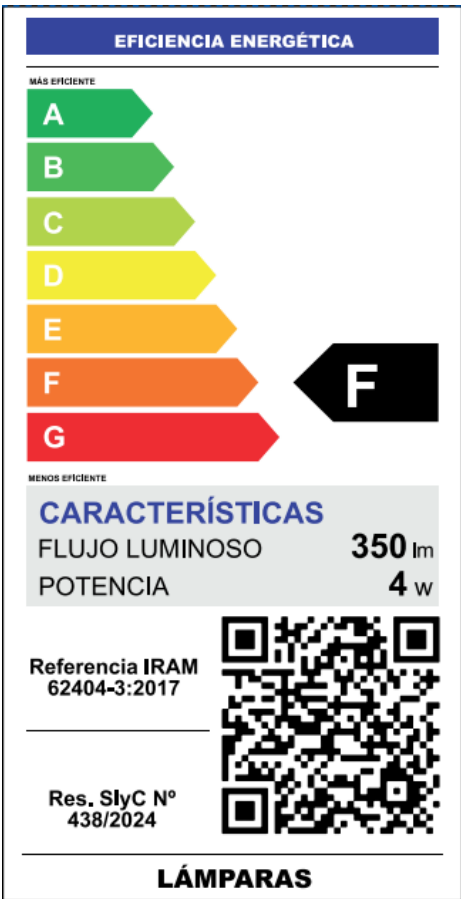 EFICIENCIA ENERGÉTICA
MÁS EFICIENTE
A
B
C
D
E
F
F
G
MENOS EFICIENTE
CARACTERÍSTICAS
FLUJO LUMINOSO 350 lm
POTENCIA 4 w
Referencia IRAM
62404-3:2017
Res. SIyC Nº
438/2024
LÁMPARAS